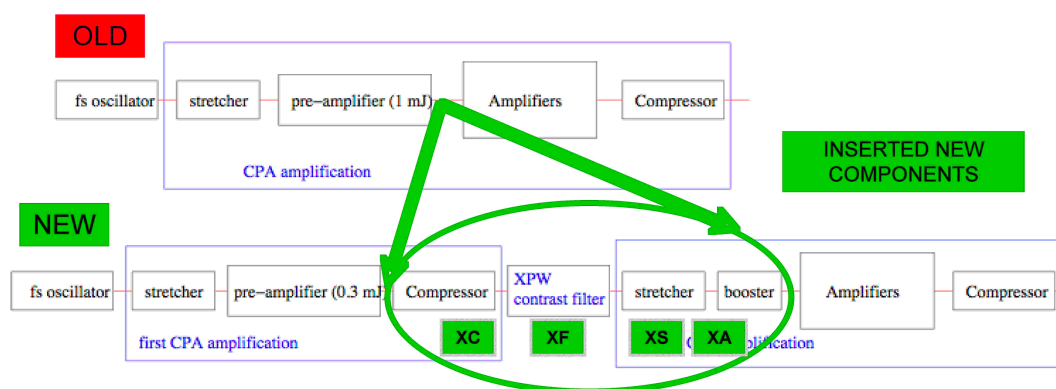 OLD
fs oscillator
stretcher
pre-amplifier (1 mJ)
Amplifiers
Compressor
CPA amplification
INSERTED NEW
COMPONENTS
NEW
fs oscillator
stretcher
pre-amplifier (0.3 mJ)
Compressor
XPW
contrast filter
stretcher
booster
Amplifiers
Compressor
first CPA amplification
XC
XF
XS
XA